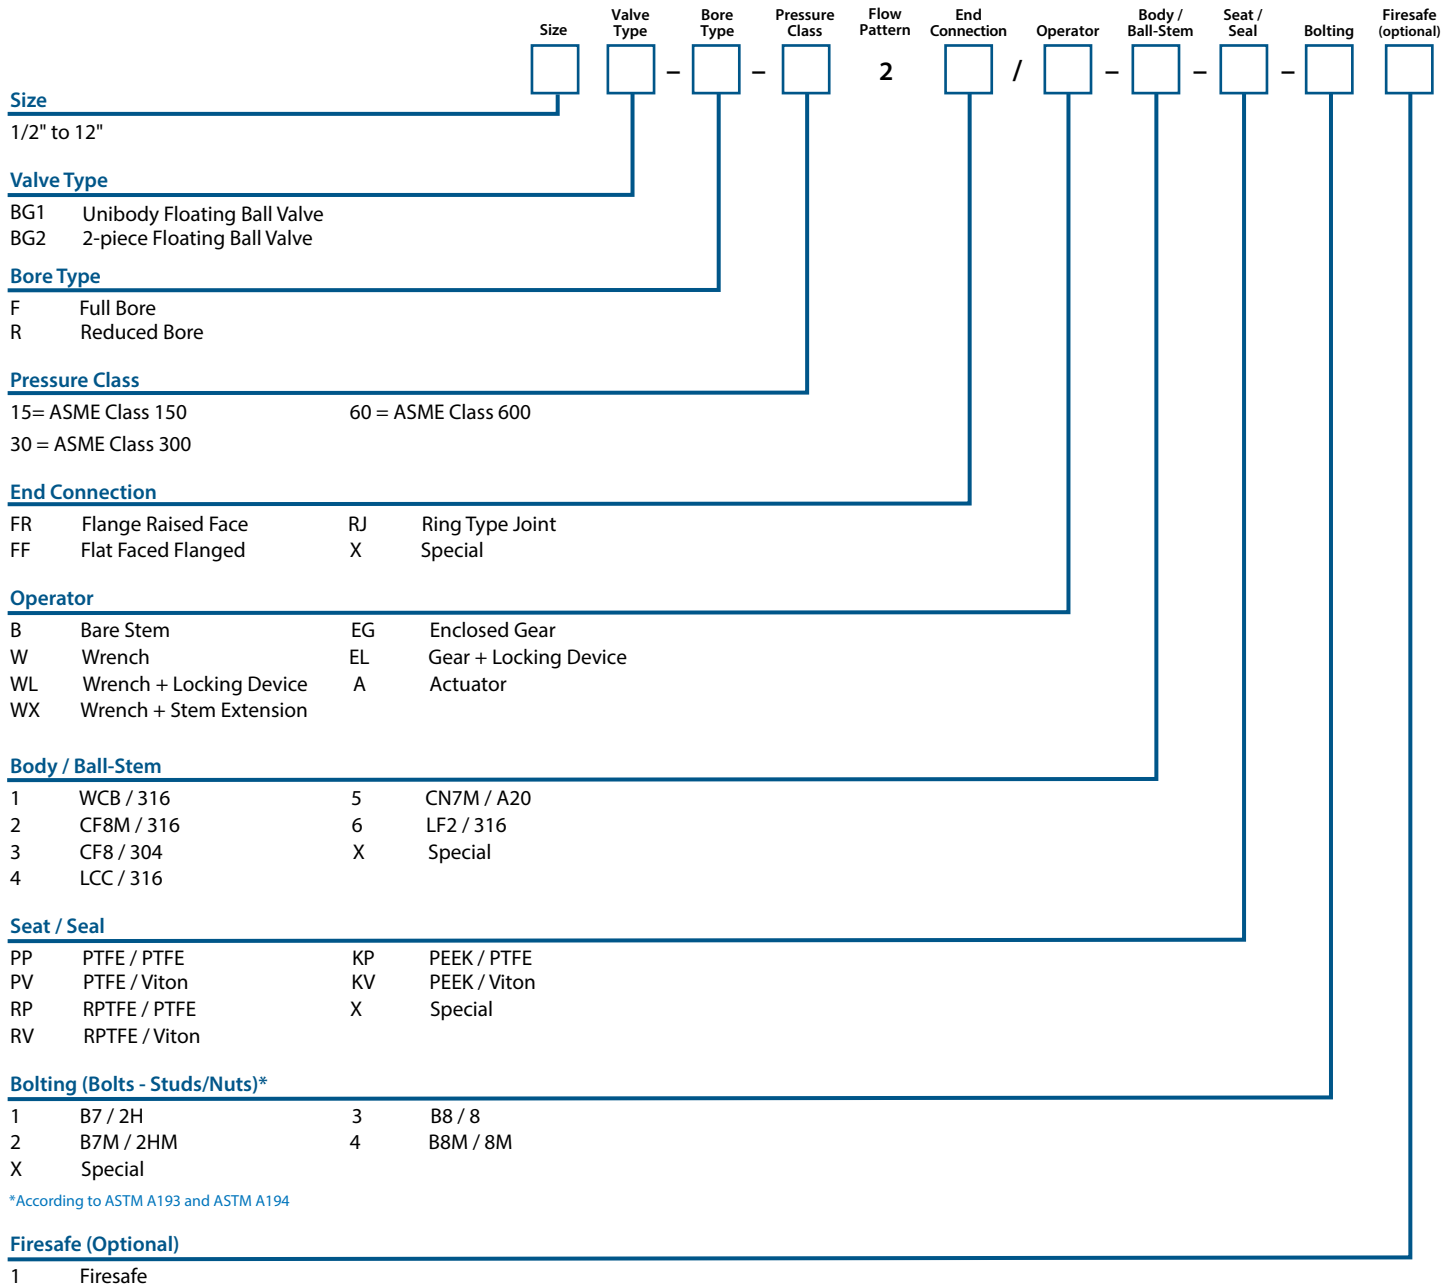 Size Valve Type Bore Type Pressure Class Flow Pattern End Connection Operator Body / Ball-Stem Seat / Seal Bolting Firesafe (optional)
– – 2 / – – –
Size
1/2" to 12"
Valve Type
BG1 Unibody Floating Ball Valve
BG2 2-piece Floating Ball Valve
Bore Type
F Full Bore
R Reduced Bore
Pressure Class
15= ASME Class 150 60 = ASME Class 600
30 = ASME Class 300
End Connection
FR Flange Raised Face RJ Ring Type Joint
FF Flat Faced Flanged X Special
Operator
B Bare Stem EG Enclosed Gear
W Wrench EL Gear + Locking Device
WL Wrench + Locking Device A Actuator
WX Wrench + Stem Extension
Body / Ball-Stem
1 WCB / 316 5 CN7M / A20
2 CF8M / 316 6 LF2 / 316
3 CF8 / 304 X Special
4 LCC / 316
Seat / Seal
PP PTFE / PTFE KP PEEK / PTFE
PV PTFE / Viton KV PEEK / Viton
RP RPTFE / PTFE X Special
RV RPTFE / Viton
Bolting (Bolts - Studs/Nuts)*
1 B7 / 2H 3 B8 / 8
2 B7M / 2HM 4 B8M / 8M
X Special
*According to ASTM A193 and ASTM A194
Firesafe (Optional)
1 Firesafe